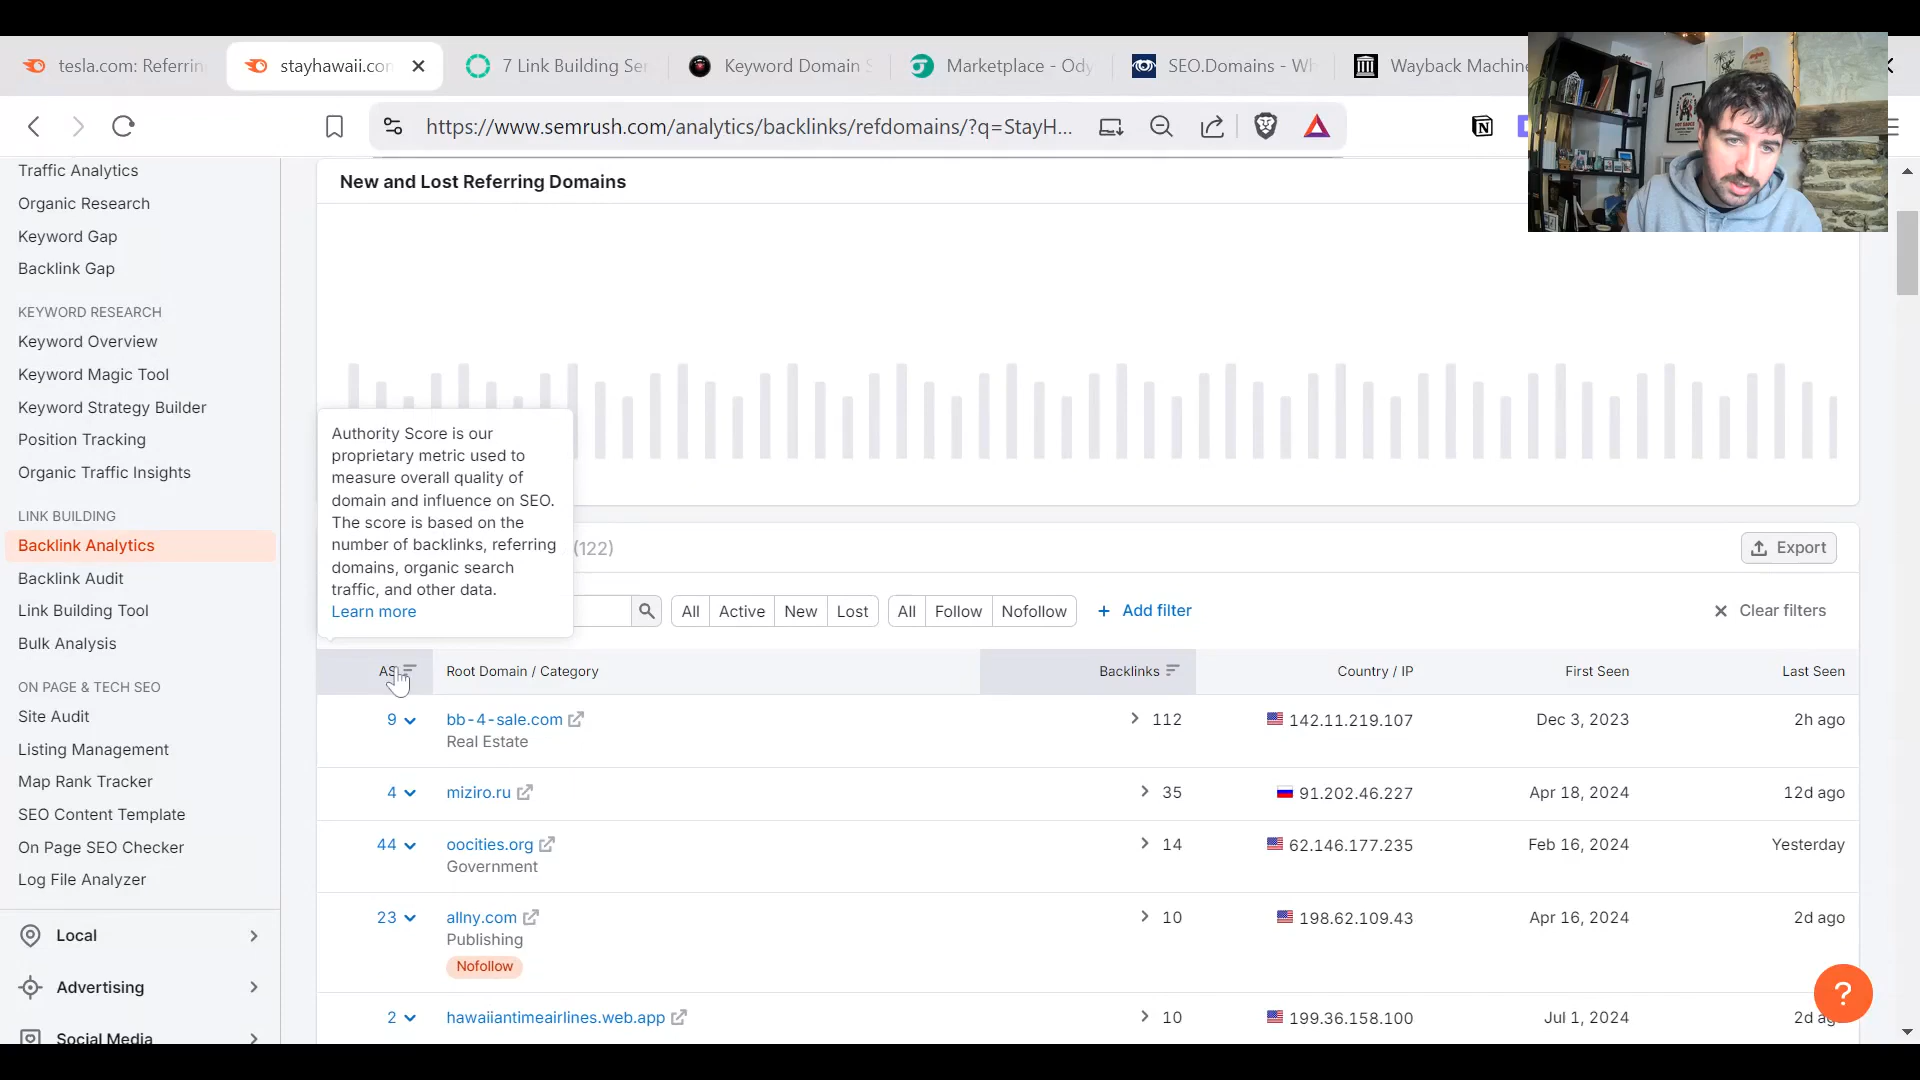 tesla.com: Referrin
stayhawaii.con
7 Link Building Ser
Keyword Domain S
Marketplace - Ody
SEO.Domains - Wh
Wayback Machine
https://www.semrush.com/analytics/backlinks/refdomains/?q=StayH...
Traffic Analytics
Organic Research
Keyword Gap
Backlink Gap
KEYWORD RESEARCH
Keyword Overview
Keyword Magic Tool
Keyword Strategy Builder
Position Tracking
Organic Traffic Insights
LINK BUILDING
Backlink Analytics
Backlink Audit
Link Building Tool
Bulk Analysis
ON PAGE & TECH SEO
Site Audit
Listing Management
Map Rank Tracker
SEO Content Template
On Page SEO Checker
Log File Analyzer
Local
Advertising
Social Media
New and Lost Referring Domains
Authority Score is our
proprietary metric used to
measure overall quality of
domain and influence on SEO.
The score is based on the
number of backlinks, referring
domains, organic search
traffic, and other data.
Learn more
(122)
Export
All Active New Lost All Follow Nofollow + Add filter Clear filters
AS Root Domain / Category Backlinks Country / IP First Seen Last Seen
9 bb-4-sale.com 112 142.11.219.107 Dec 3, 2023 2h ago
Real Estate
4 miziro.ru 35 91.202.46.227 Apr 18, 2024 12d ago
44 oocities.org 14 62.146.177.235 Feb 16, 2024 Yesterday
Government
23 allny.com 10 198.62.109.43 Apr 16, 2024 2d ago
Publishing
Nofollow
2 hawaiiantimeairlines.web.app 10 199.36.158.100 Jul 1, 2024 2d ago
?